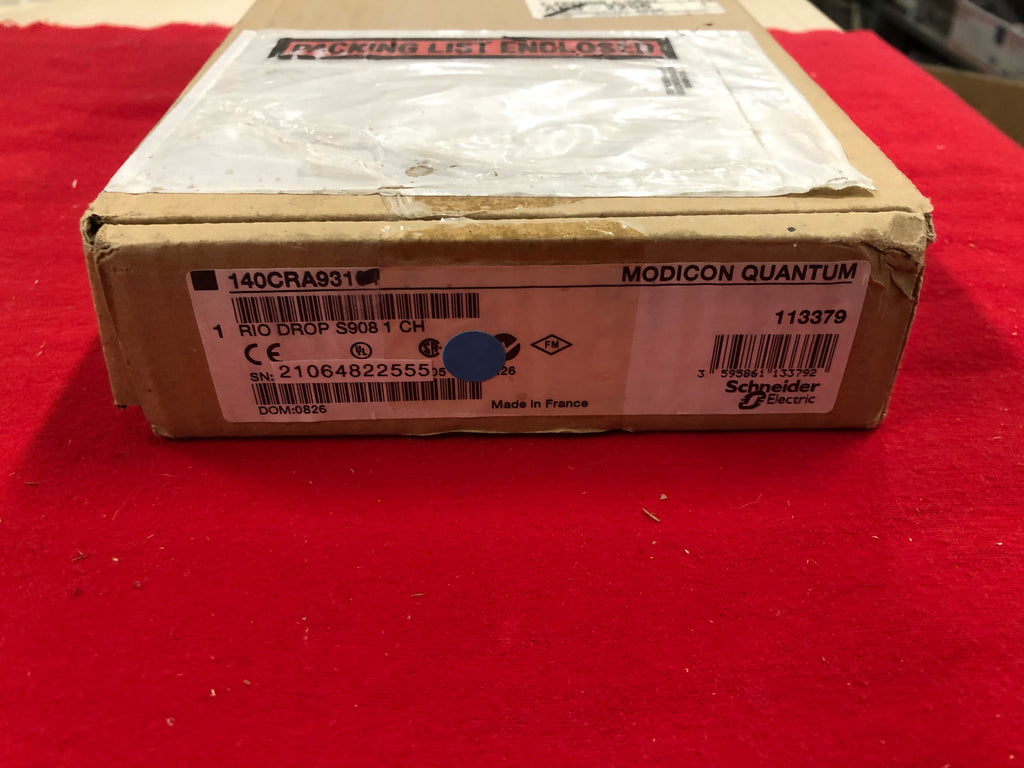 PACKING LIST ENCLOSED
140CRA931
MODICON QUANTUM
113379
1 RIO DROP S908 1 CH
CE UL FM
SN: 21064822555
3 595861 133792
Schneider
Electric
DOM:0826
Made in France